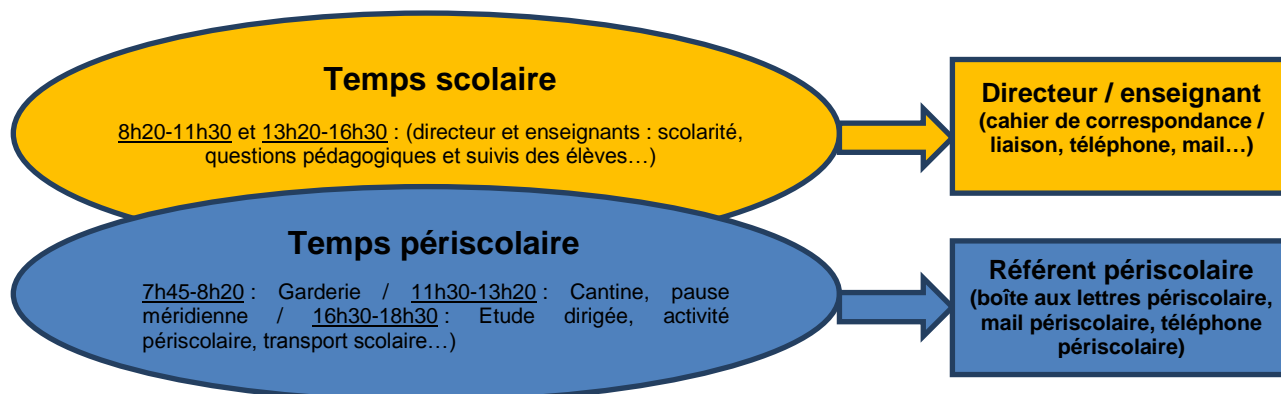 Temps scolaire
8h20-11h30 et 13h20-16h30 : (directeur et enseignants : scolarité,
questions pédagogiques et suivis des élèves…)
Directeur / enseignant
(cahier de correspondance /
liaison, téléphone, mail…)
Temps périscolaire
7h45-8h20 : Garderie / 11h30-13h20 : Cantine, pause
méridienne / 16h30-18h30 : Etude dirigée, activité
périscolaire, transport scolaire…)
Référent périscolaire
(boîte aux lettres périscolaire,
mail périscolaire, téléphone
périscolaire)